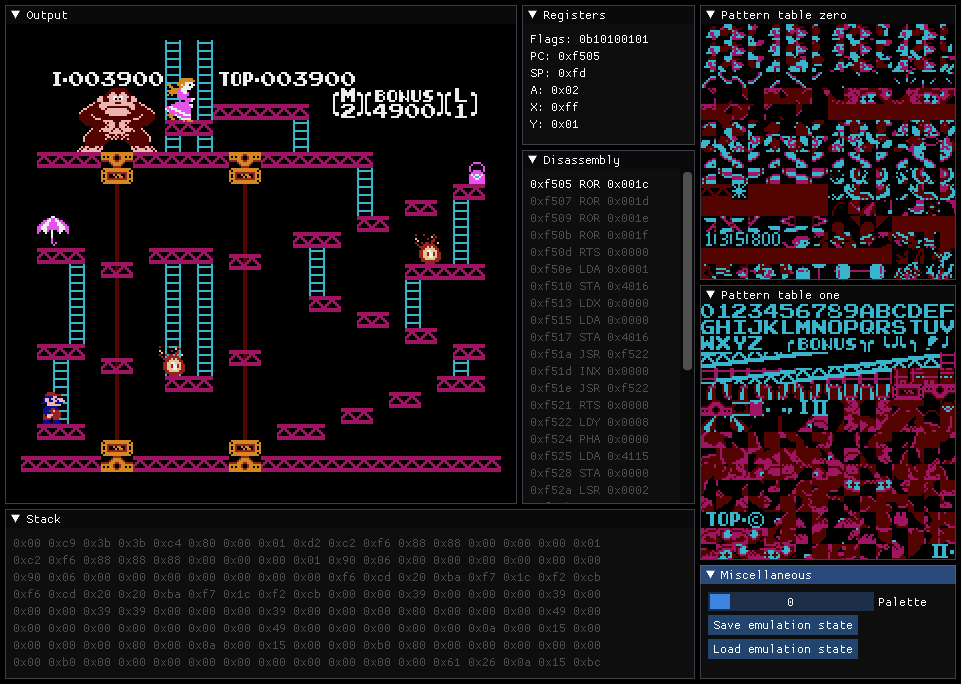 Output
I-003900 TOP-003900
M BONUS L
2 4900 1
Registers
Flags: 0b10100101
PC: 0xf505
SP: 0xfd
A: 0x02
X: 0xff
Y: 0x01
Disassembly
0xf505 ROR 0x001c
0xf507 ROR 0x001d
0xf509 ROR 0x001e
0xf50b ROR 0x001f
0xf50d RTS 0x0000
0xf50e LDA 0x0001
0xf510 STA 0x4016
0xf513 LDX 0x0000
0xf515 LDA 0x0000
0xf517 STA 0x4016
0xf51a JSR 0xf522
0xf51d INX 0x0000
0xf51e JSR 0xf522
0xf521 RTS 0x0000
0xf522 LDY 0x0008
0xf524 PHA 0x0000
0xf525 LDA 0x4115
0xf528 STA 0x0000
0xf52a LSR 0x0002
Pattern table zero
Pattern table one
0123456789ABCDEF
GHIJKLMNOPQRSTUV
WXYZ BONUS
TOP-©
Stack
0x00 0xc9 0x3b 0x3b 0xc4 0x80 0x00 0x01 0xd2 0xc2 0xf6 0x88 0x88 0x00 0x00 0x00 0x01
0xc2 0xf6 0x88 0x88 0x88 0x00 0x00 0x00 0x01 0x90 0x06 0x00 0x00 0x00 0x00 0x00 0x00
0x90 0x06 0x00 0x00 0x00 0x00 0x00 0x00 0x00 0xf6 0xcd 0x20 0xba 0xf7 0x1c 0xf2 0xcb
0xf6 0xcd 0x20 0x20 0xba 0xf7 0x1c 0xf2 0xcb 0x00 0x00 0x39 0x00 0x00 0x00 0x39 0x00
0x00 0x00 0x39 0x39 0x00 0x00 0x00 0x39 0x00 0x00 0x00 0x00 0x00 0x00 0x00 0x49 0x00
0x00 0x00 0x00 0x00 0x00 0x00 0x00 0x49 0x00 0x00 0x00 0x00 0x00 0x0a 0x00 0x15 0x00
0x00 0x00 0x00 0x00 0x00 0x0a 0x00 0x15 0x00 0x00 0xb0 0x00 0x00 0x00 0x00 0x00 0x00
0x00 0xb0 0x00 0x00 0x00 0x00 0x00 0x00 0x00 0x00 0x00 0x00 0x61 0x26 0x0a 0x15 0xbc
Miscellaneous
0 Palette
Save emulation state
Load emulation state